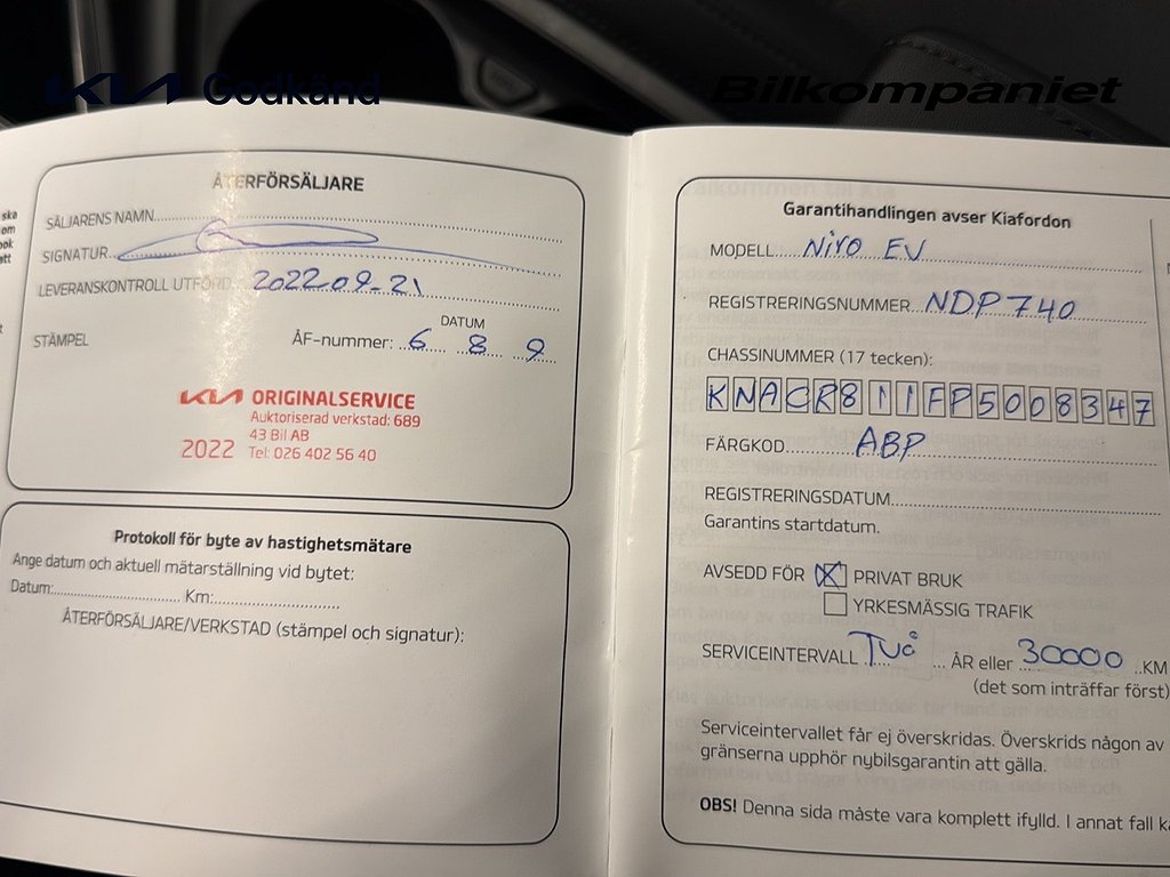 KIA Godkänd
Bilkompaniet
ska
om
ook
att
ÅTERFÖRSÄLJARE
SÄLJARENS NAMN
SIGNATUR
LEVERANSKONTROLL UTFÖRD 2022 09-21
DATUM
STÄMPEL
ÅF-nummer: 6 8 9
KIA ORIGINALSERVICE
Auktoriserad verkstad: 689
43 Bil AB
2022 Tel: 026 402 56 40
Protokoll för byte av hastighetsmätare
Ange datum och aktuell mätarställning vid bytet:
Datum: Km:
ÅTERFÖRSÄLJARE/VERKSTAD (stämpel och signatur):
Garantihandlingen avser Kiafordon
MODELL Niro EV
REGISTRERINGSNUMMER NDP740
CHASSINUMMER (17 tecken):
KNACR811FP5008347
FÄRGKOD ABP
REGISTRERINGSDATUM
Garantins startdatum.
AVSEDD FÖR X PRIVAT BRUK
YRKESMÄSSIG TRAFIK
SERVICEINTERVALL Två ÅR eller 30000 KM
(det som inträffar först)
Serviceintervallet får ej överskridas. Överskrids någon av
gränserna upphör nybilsgarantin att gälla.
OBS! Denna sida måste vara komplett ifylld. I annat fall ka